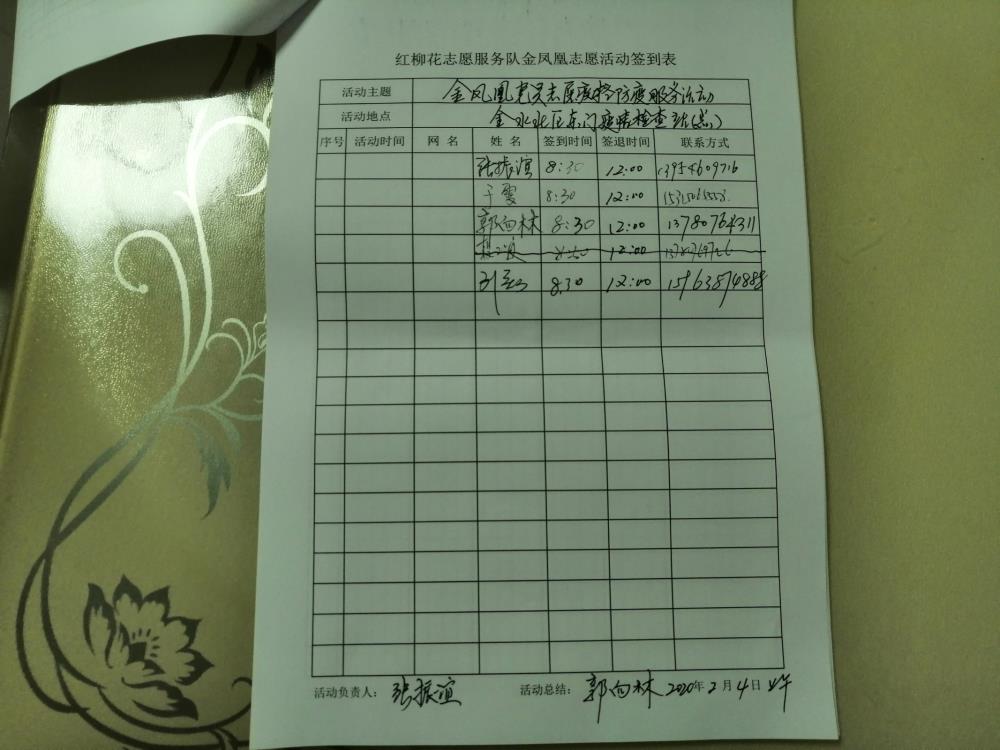 红柳花志愿服务队金凤凰志愿活动签到表
活动主题 金凤凰党员志愿疫控防疫服务活动
活动地点 金水北区东门疫情检查站(岗)
序号 活动时间 网 名 姓 名 签到时间 签退时间 联系方式
张振谊 8:30 12:00 13954609716
于雯 8:30 12:00
郭向林 8:30 12:00 13780764311
12:00
8:30 12:00 15963874888
活动负责人: 张振谊 活动总结: 郭向林 2020年2月4日 上午